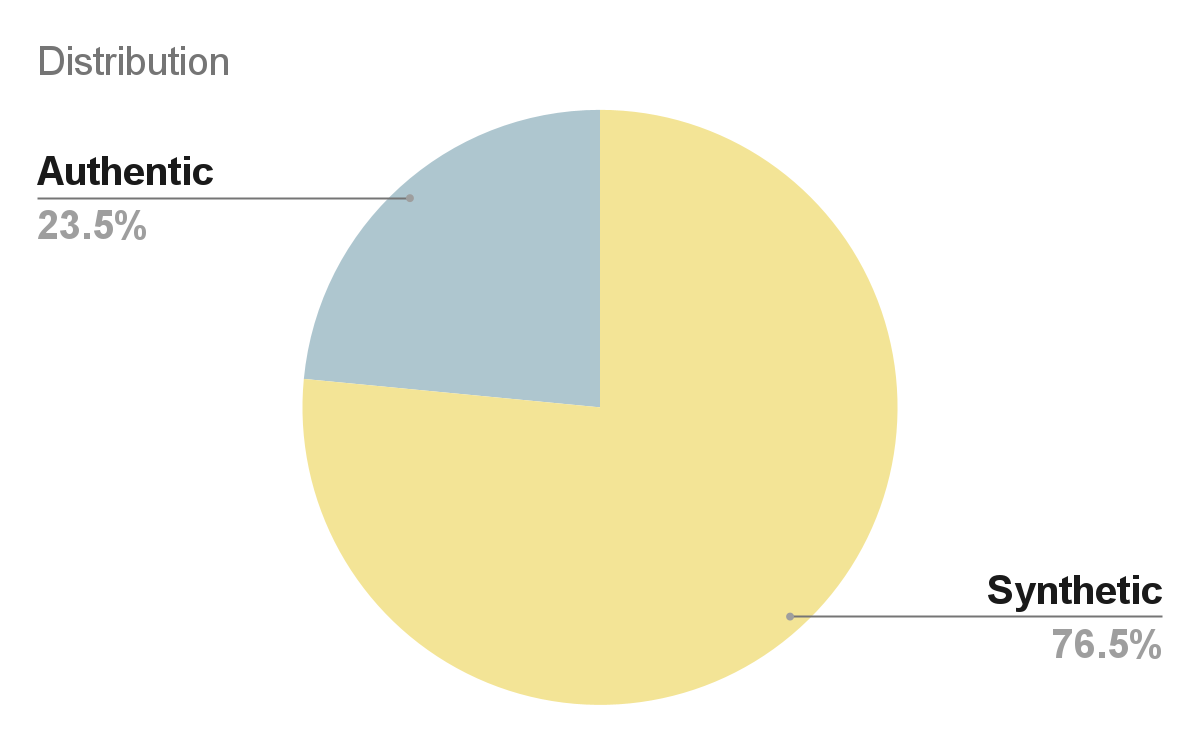 Distribution
Authentic
23.5%
Synthetic
76.5%